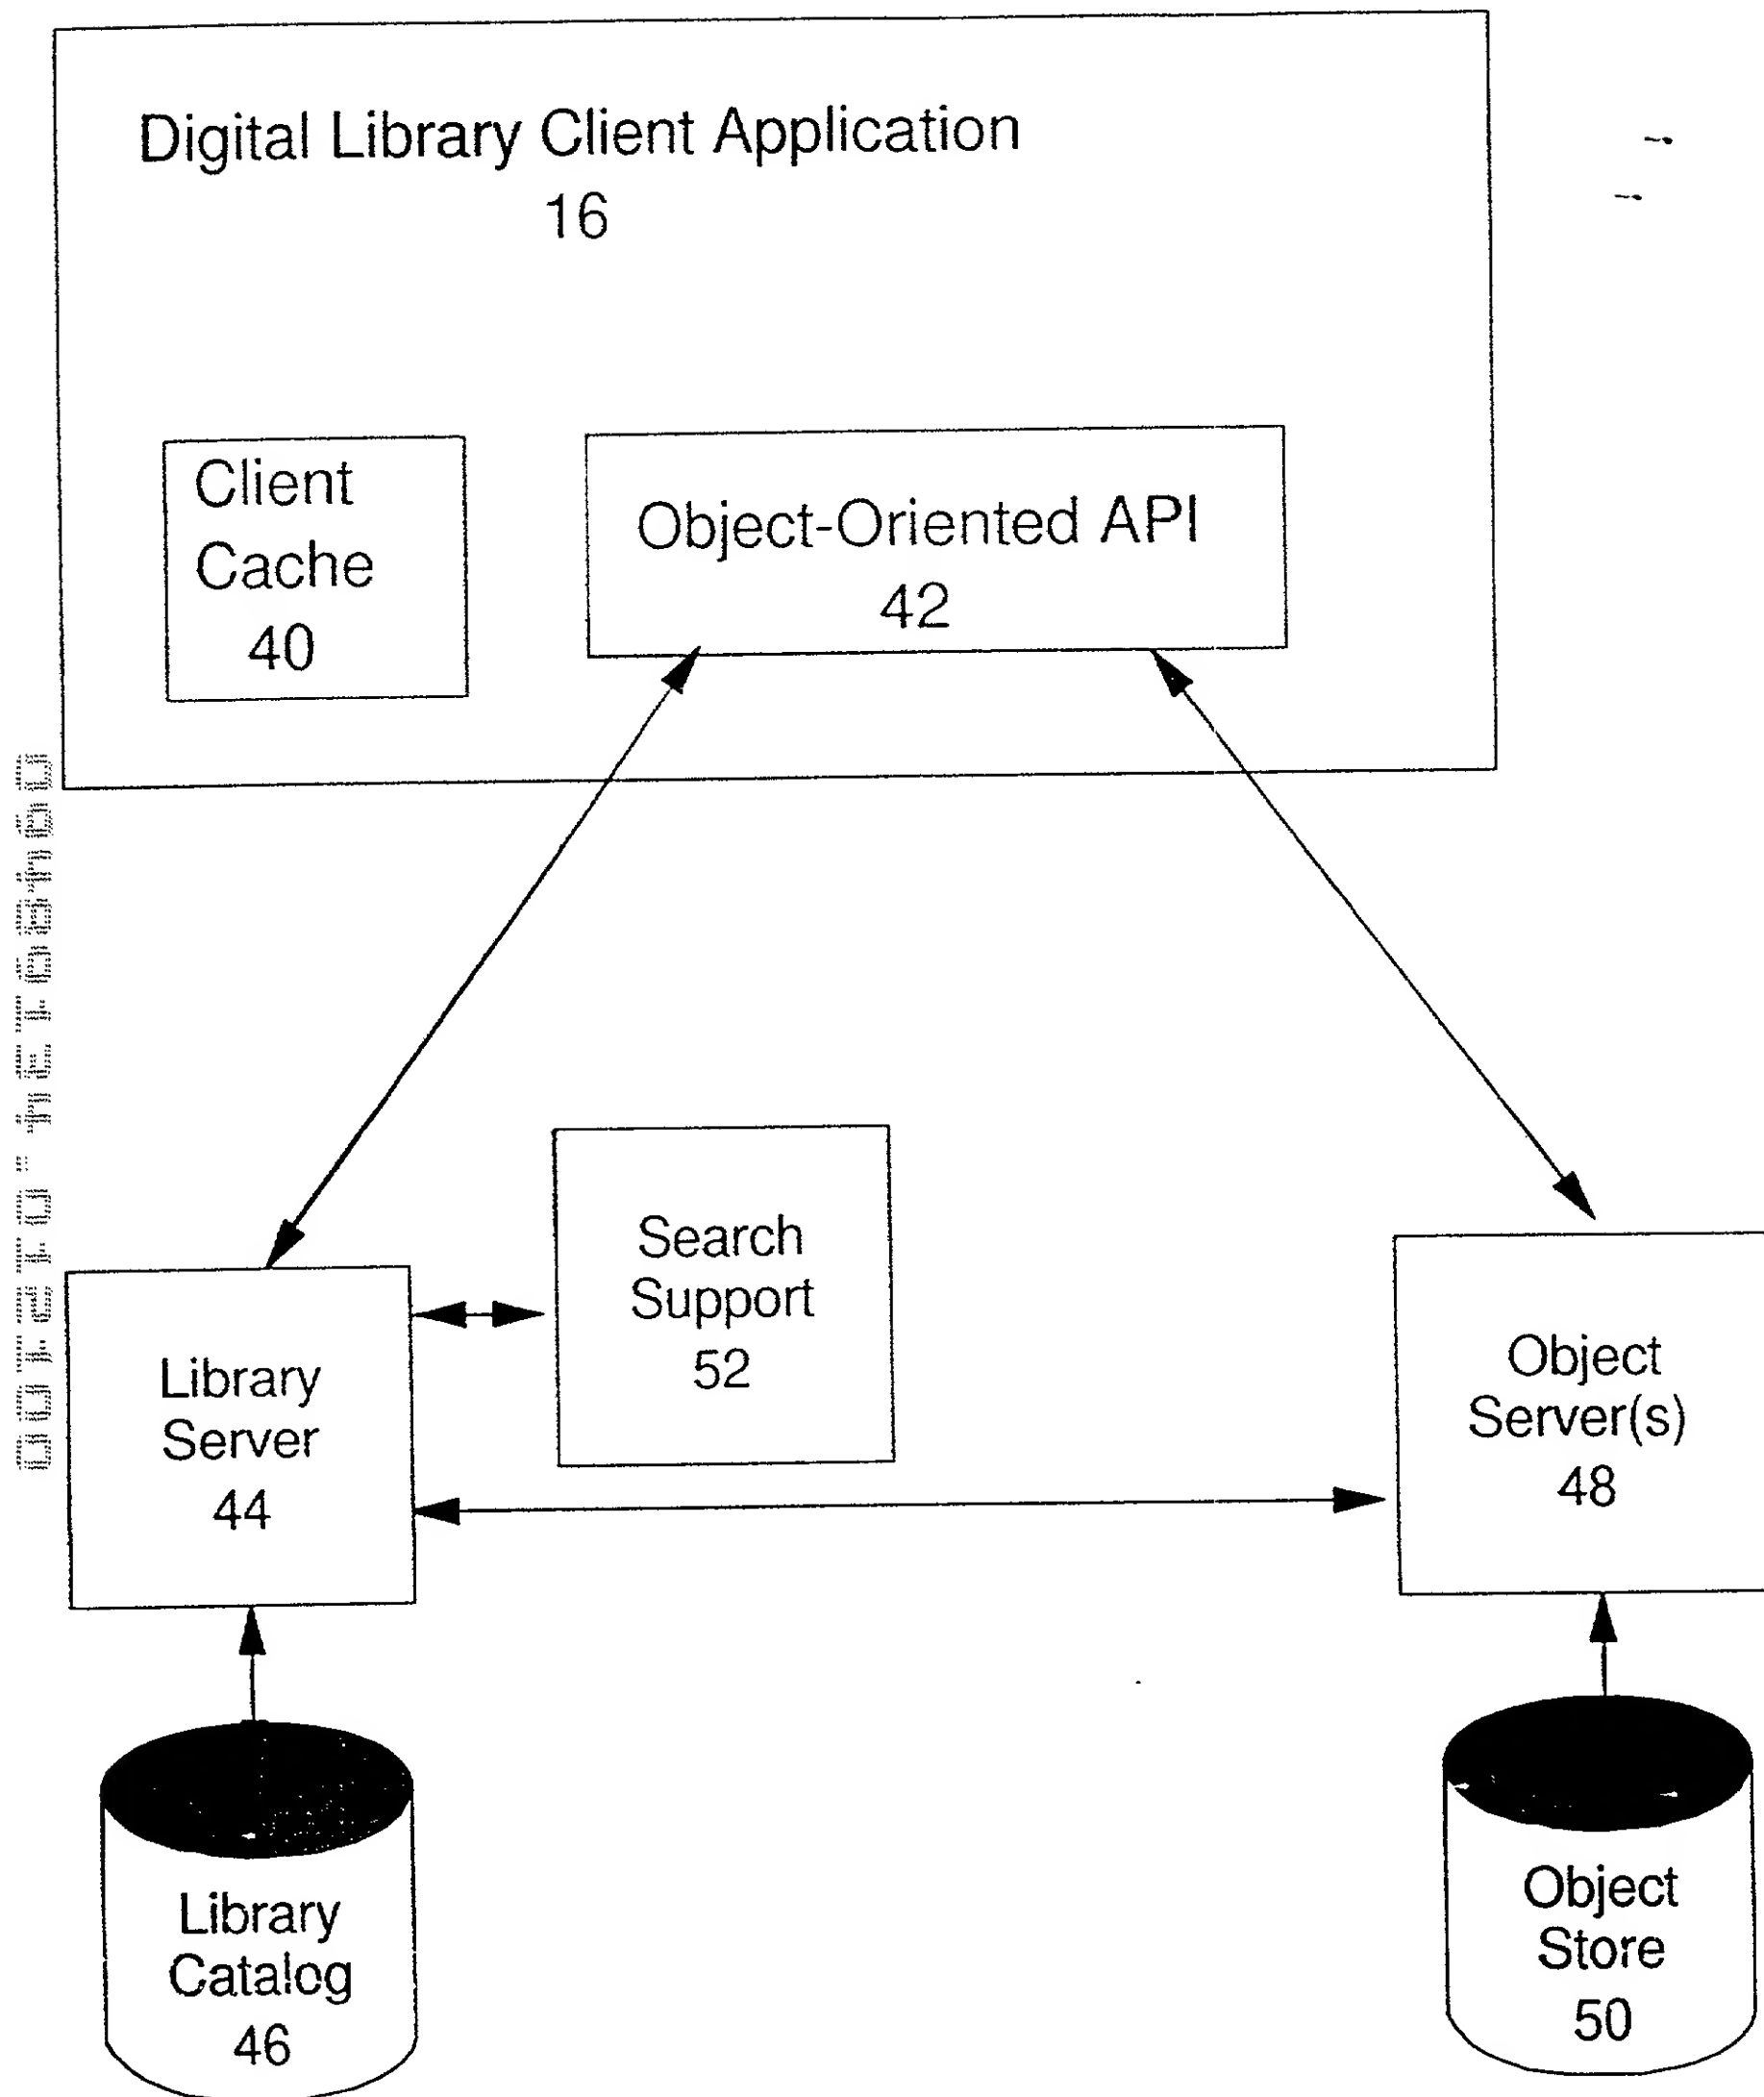 Digital Library Client Application
16
Client
Cache
40
Object-Oriented API
42
Search
Support
52
Library
Server
44
Object
Server(s)
48
Library
Catalog
46
Object
Store
50